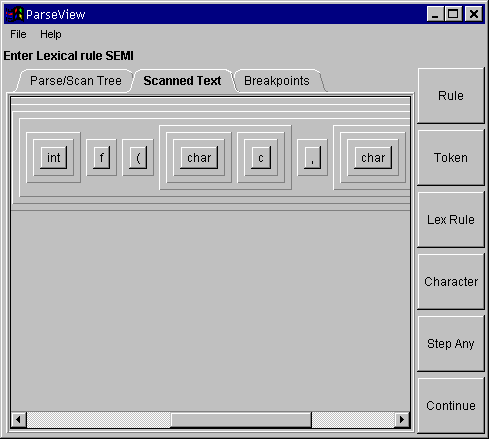 ParseView
File Help
Enter Lexical rule SEMI
Parse/Scan Tree Scanned Text Breakpoints
int f ( char c , char
Rule
Token
Lex Rule
Character
Step Any
Continue